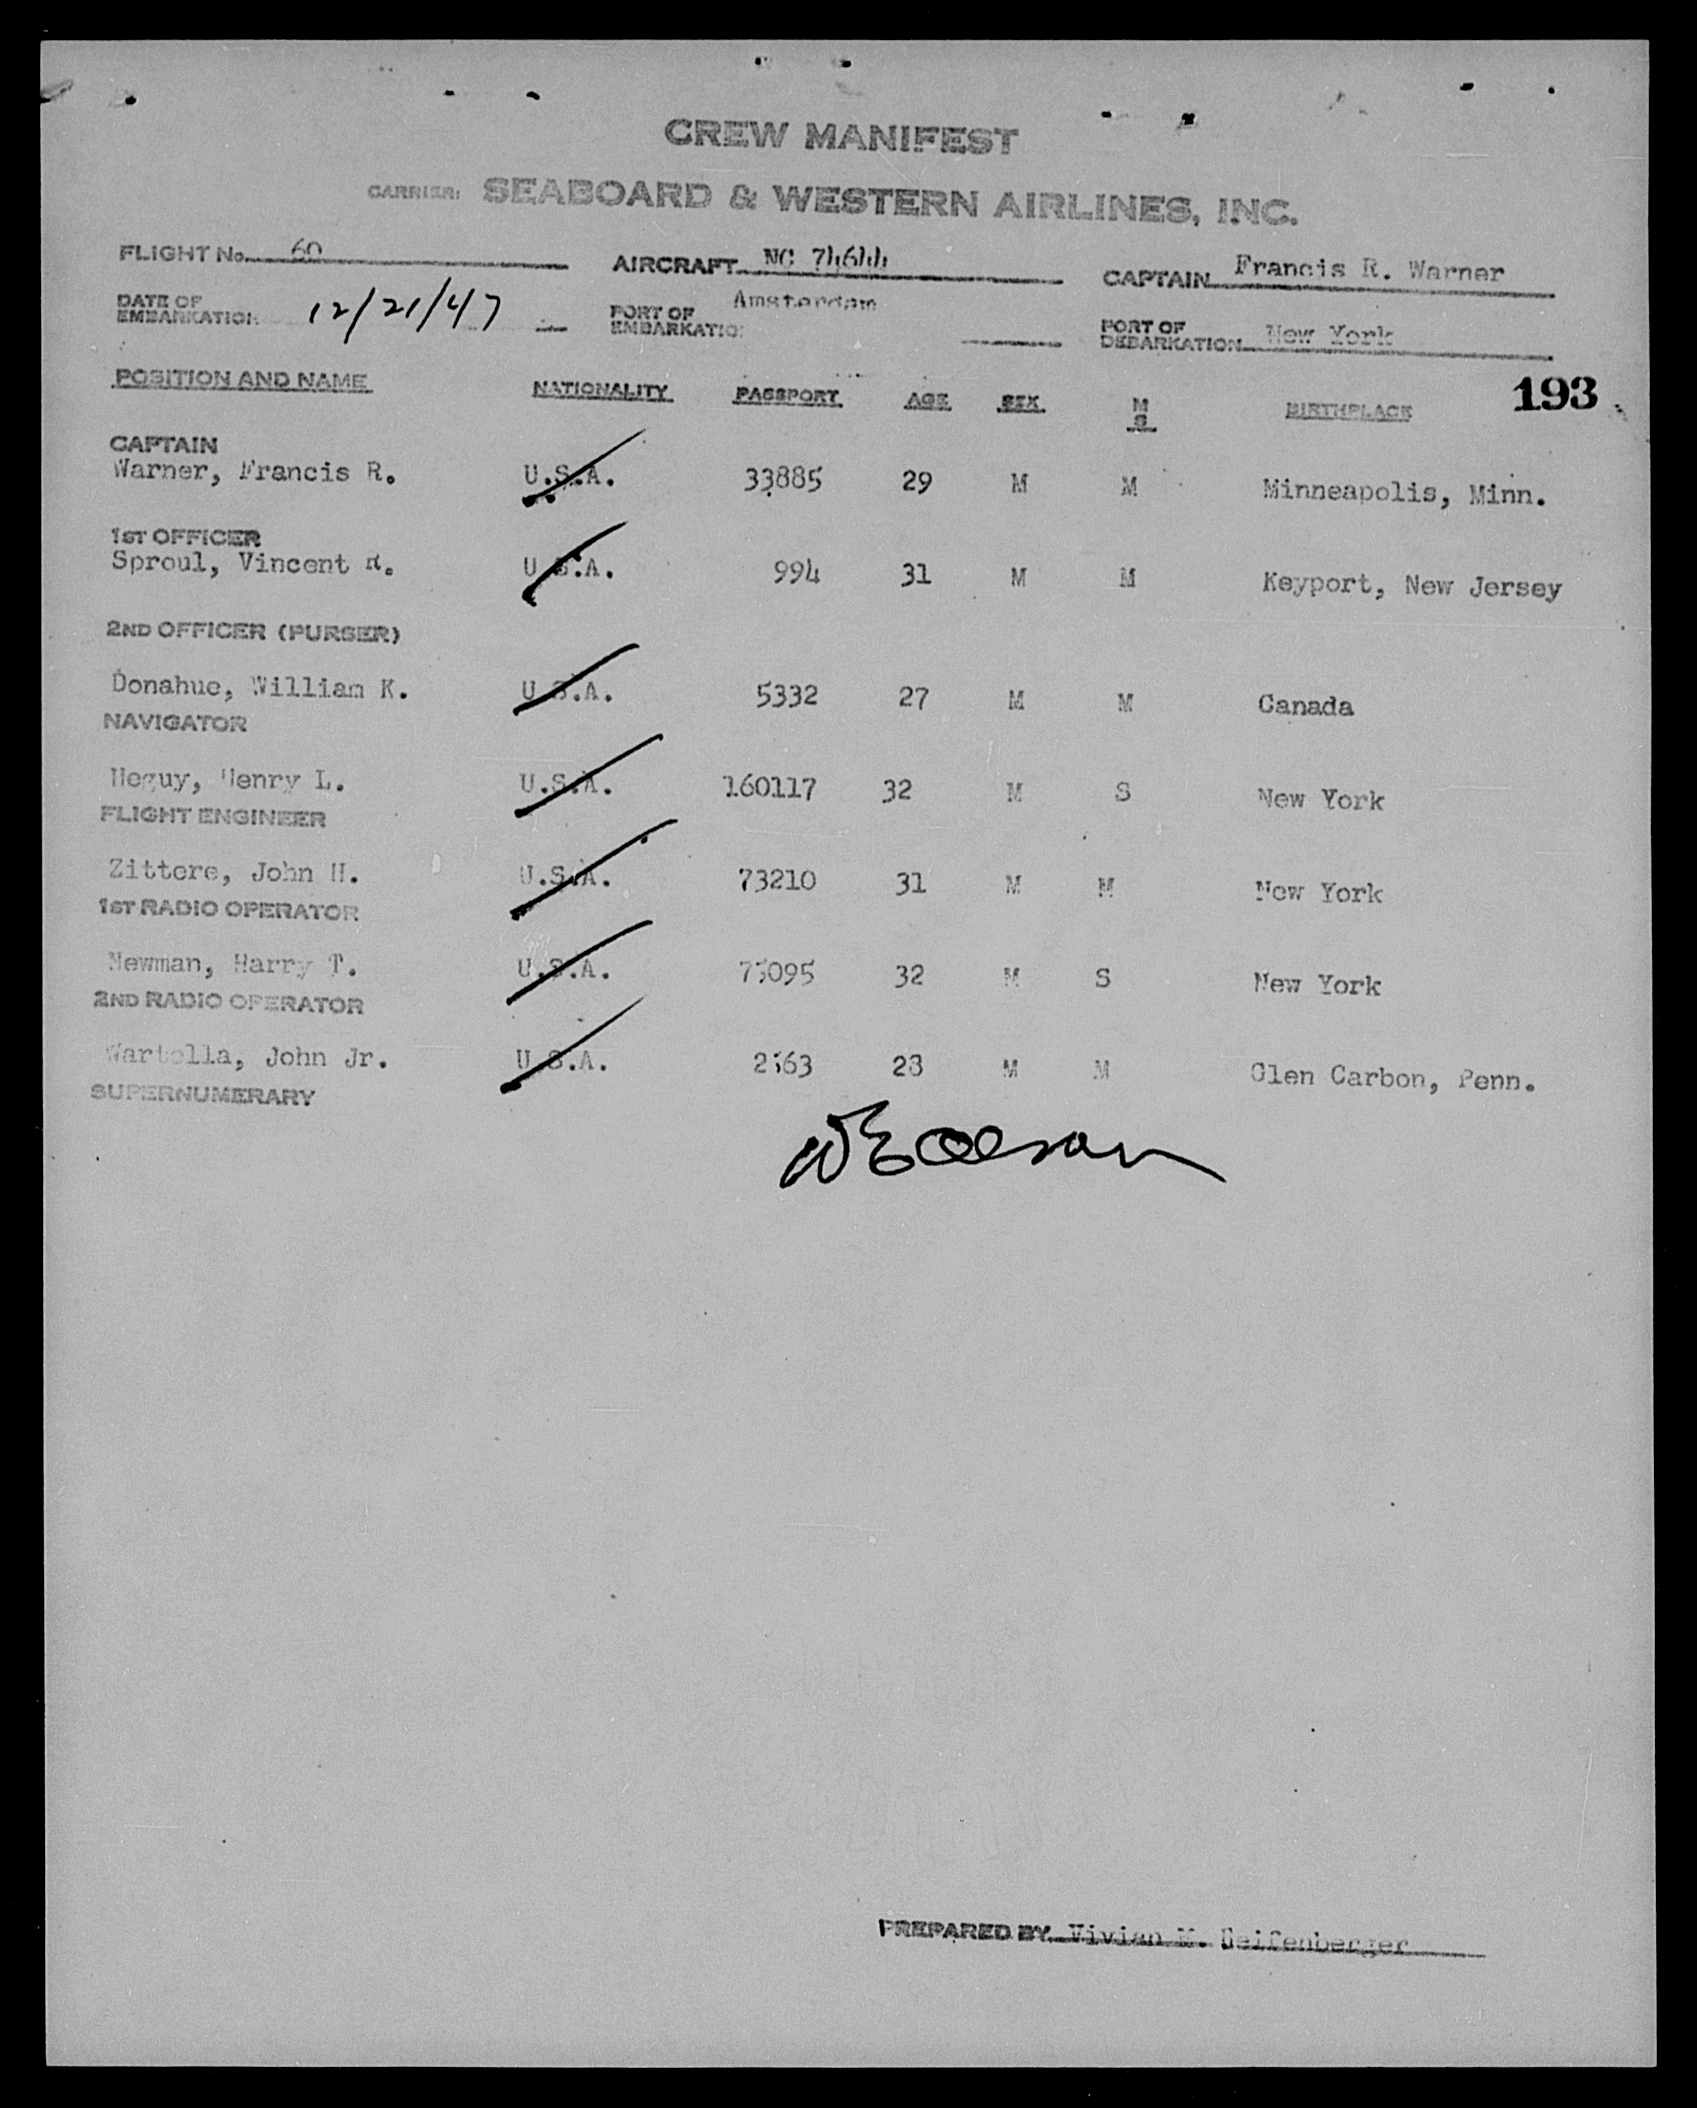 CREW MANIFEST
CARRIER: SEABOARD & WESTERN AIRLINES, INC.
FLIGHT No. 60 AIRCRAFT NC 74644 CAPTAIN Francis R. Warner
DATE OF EMBARKATION 12/21/47 PORT OF EMBARKATION Amsterdam PORT OF DEBARKATION New York
POSITION AND NAME NATIONALITY PASSPORT AGE SEX M S BIRTHPLACE 193
CAPTAIN
Warner, Francis R. U.S.A. 33885 29 M M Minneapolis, Minn.
1ST OFFICER
Sproul, Vincent R. U.S.A. 994 31 M M Keyport, New Jersey
2ND OFFICER (PURSER)
Donahue, William K. U.S.A. 5332 27 M M Canada
NAVIGATOR
Heguy, Henry L. U.S.A. 160117 32 M S New York
FLIGHT ENGINEER
Zittere, John H. U.S.A. 73210 31 M M New York
1ST RADIO OPERATOR
Newman, Harry T. U.S.A. 75095 32 M S New York
2ND RADIO OPERATOR
John Jr. U.S.A. 28 M M Glen Carbon, Penn.
SUPERNUMERARY
PREPARED BY Vivian M.